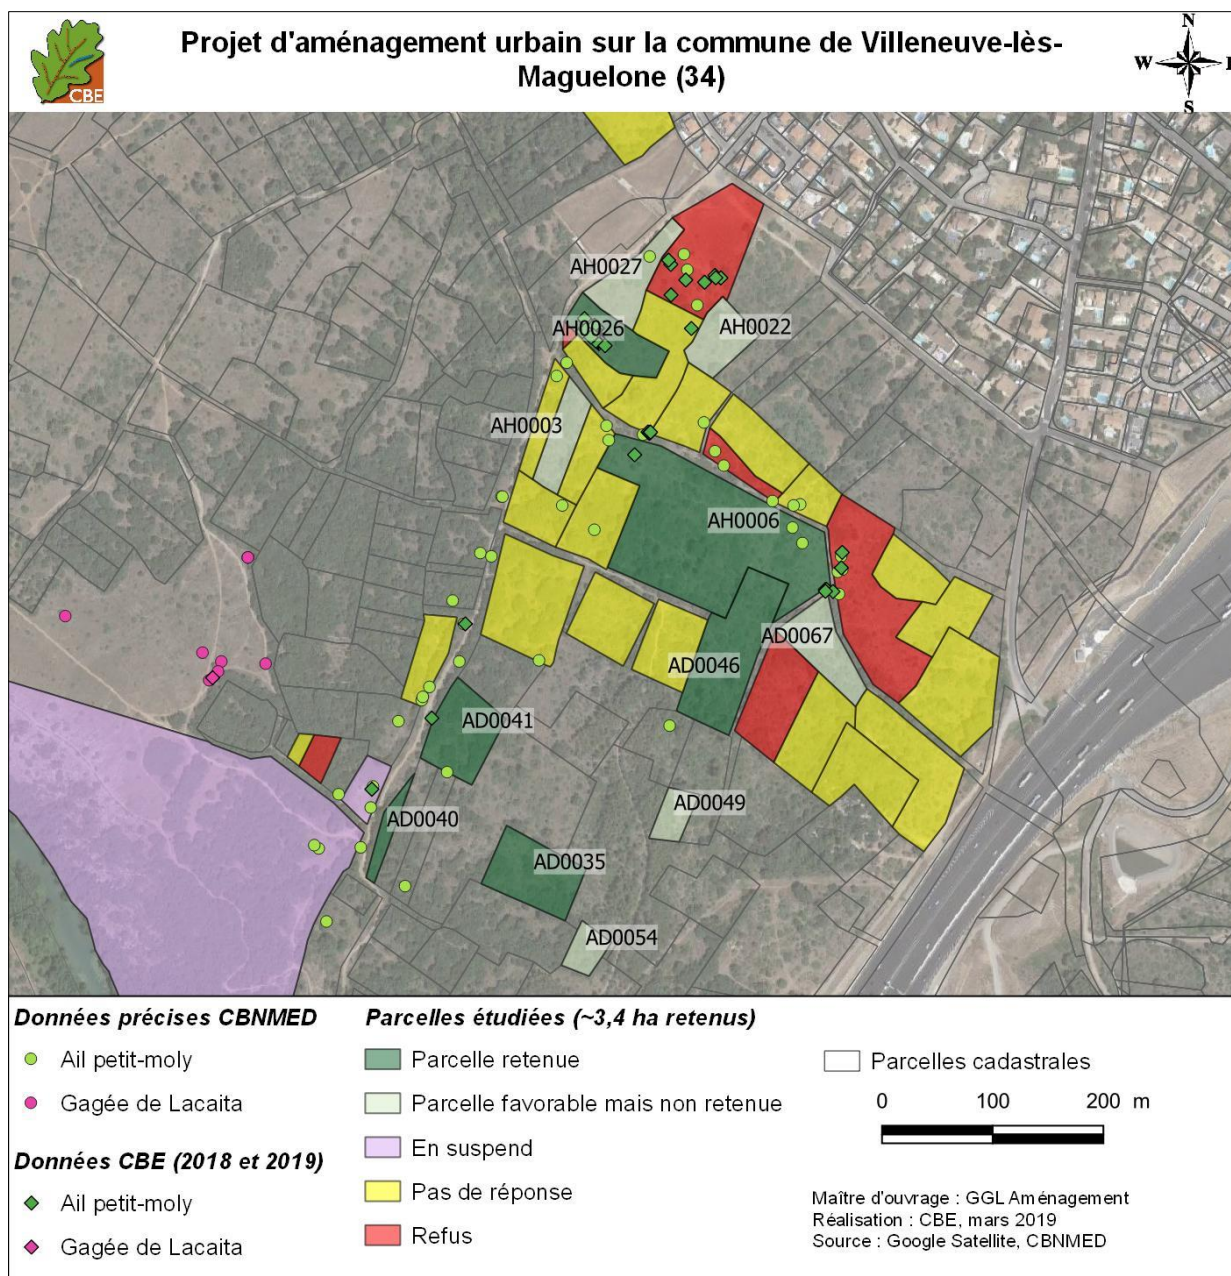 CBE
Projet d'aménagement urbain sur la commune de Villeneuve-lès-
Maguelone (34)
N
W
E
S
AH0027
AH0026
AH0022
AH0003
AH0006
AD0067
AD0046
AD0041
AD0049
AD0040
AD0035
AD0054
Données précises CBNMED
Ail petit-moly
Gagée de Lacaita
Données CBE (2018 et 2019)
Ail petit-moly
Gagée de Lacaita
Parcelles étudiées (~3,4 ha retenus)
Parcelle retenue
Parcelle favorable mais non retenue
En suspend
Pas de réponse
Refus
Parcelles cadastrales
0 100 200 m
Maître d'ouvrage : GGL Aménagement
Réalisation : CBE, mars 2019
Source : Google Satellite, CBNMED